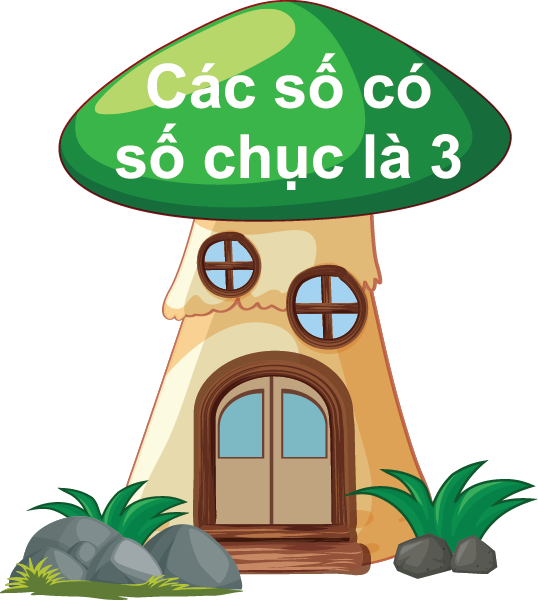 Các số có
số chục là 3